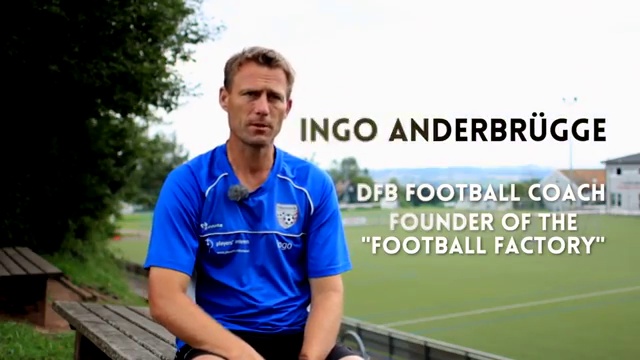 INGO ANDERBRÜGGE
DFB FOOTBALL COACH
FOUNDER OF THE
"FOOTBALL FACTORY"